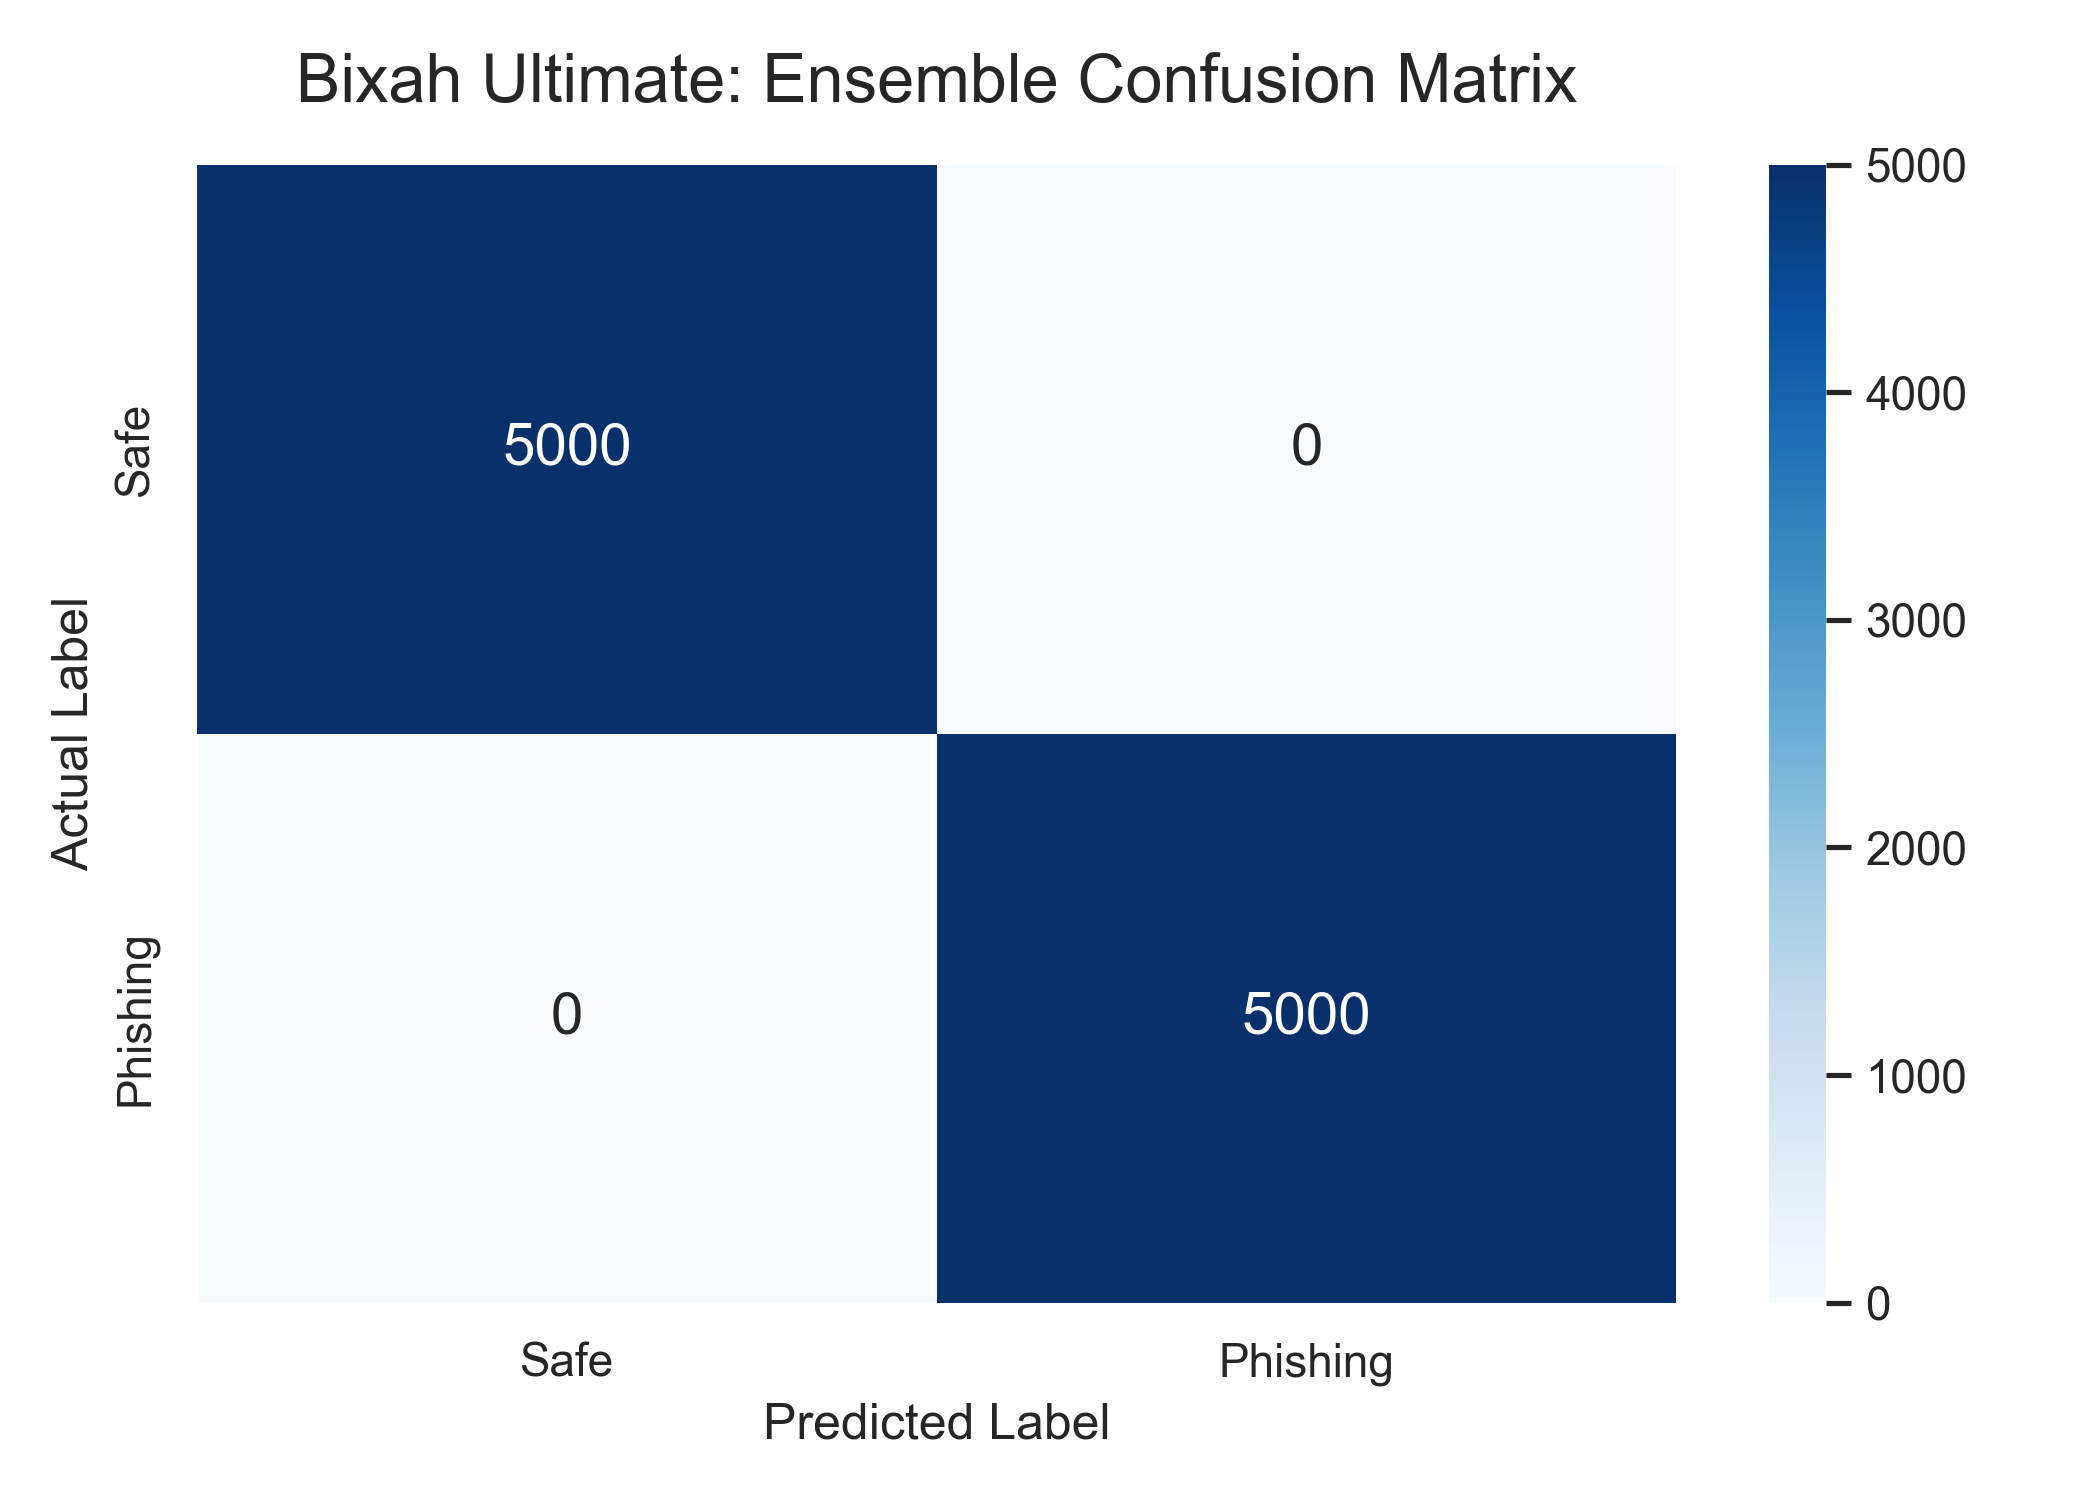 Bixah Ultimate: Ensemble Confusion Matrix
Actual Label
Safe
5000
0
Phishing
0
5000
Safe
Phishing
Predicted Label
5000
4000
3000
2000
1000
0